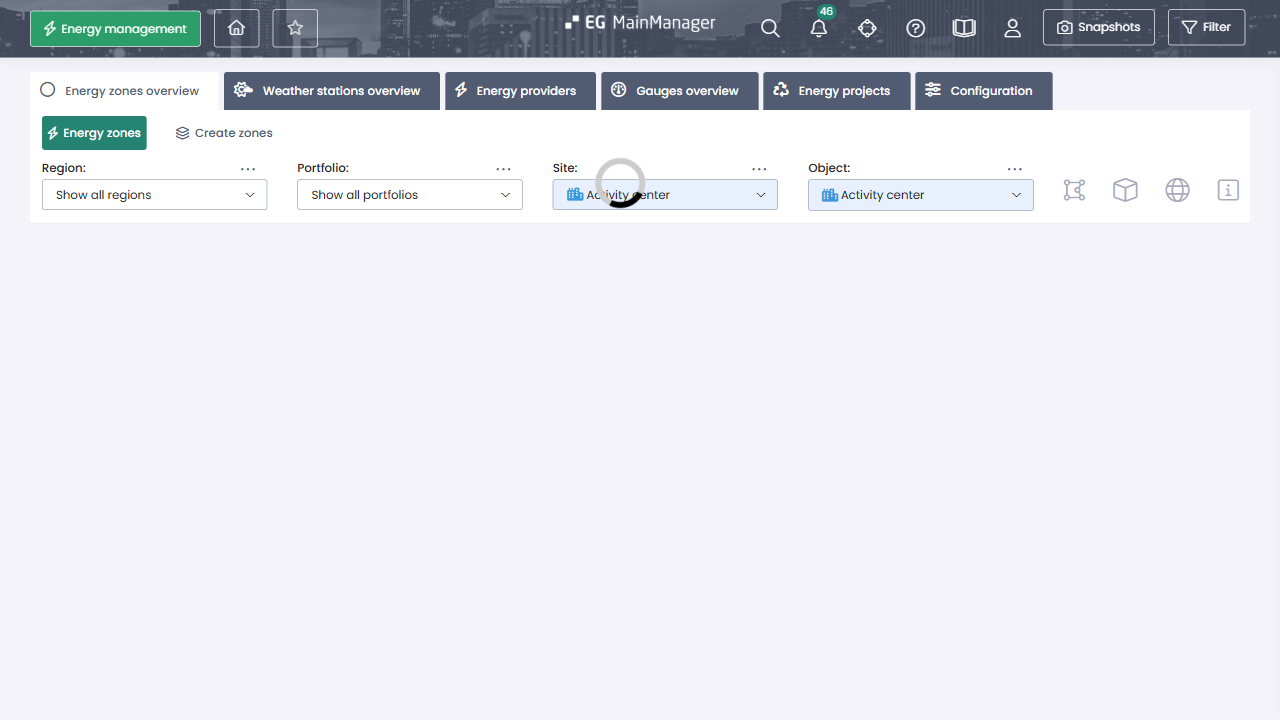 Energy management
EG MainManager
46
Snapshots
Filter
Energy zones overview
Weather stations overview
Energy providers
Gauges overview
Energy projects
Configuration
Energy zones
Create zones
Region:
Portfolio:
Site:
Object:
Show all regions
Show all portfolios
Activity center
Activity center